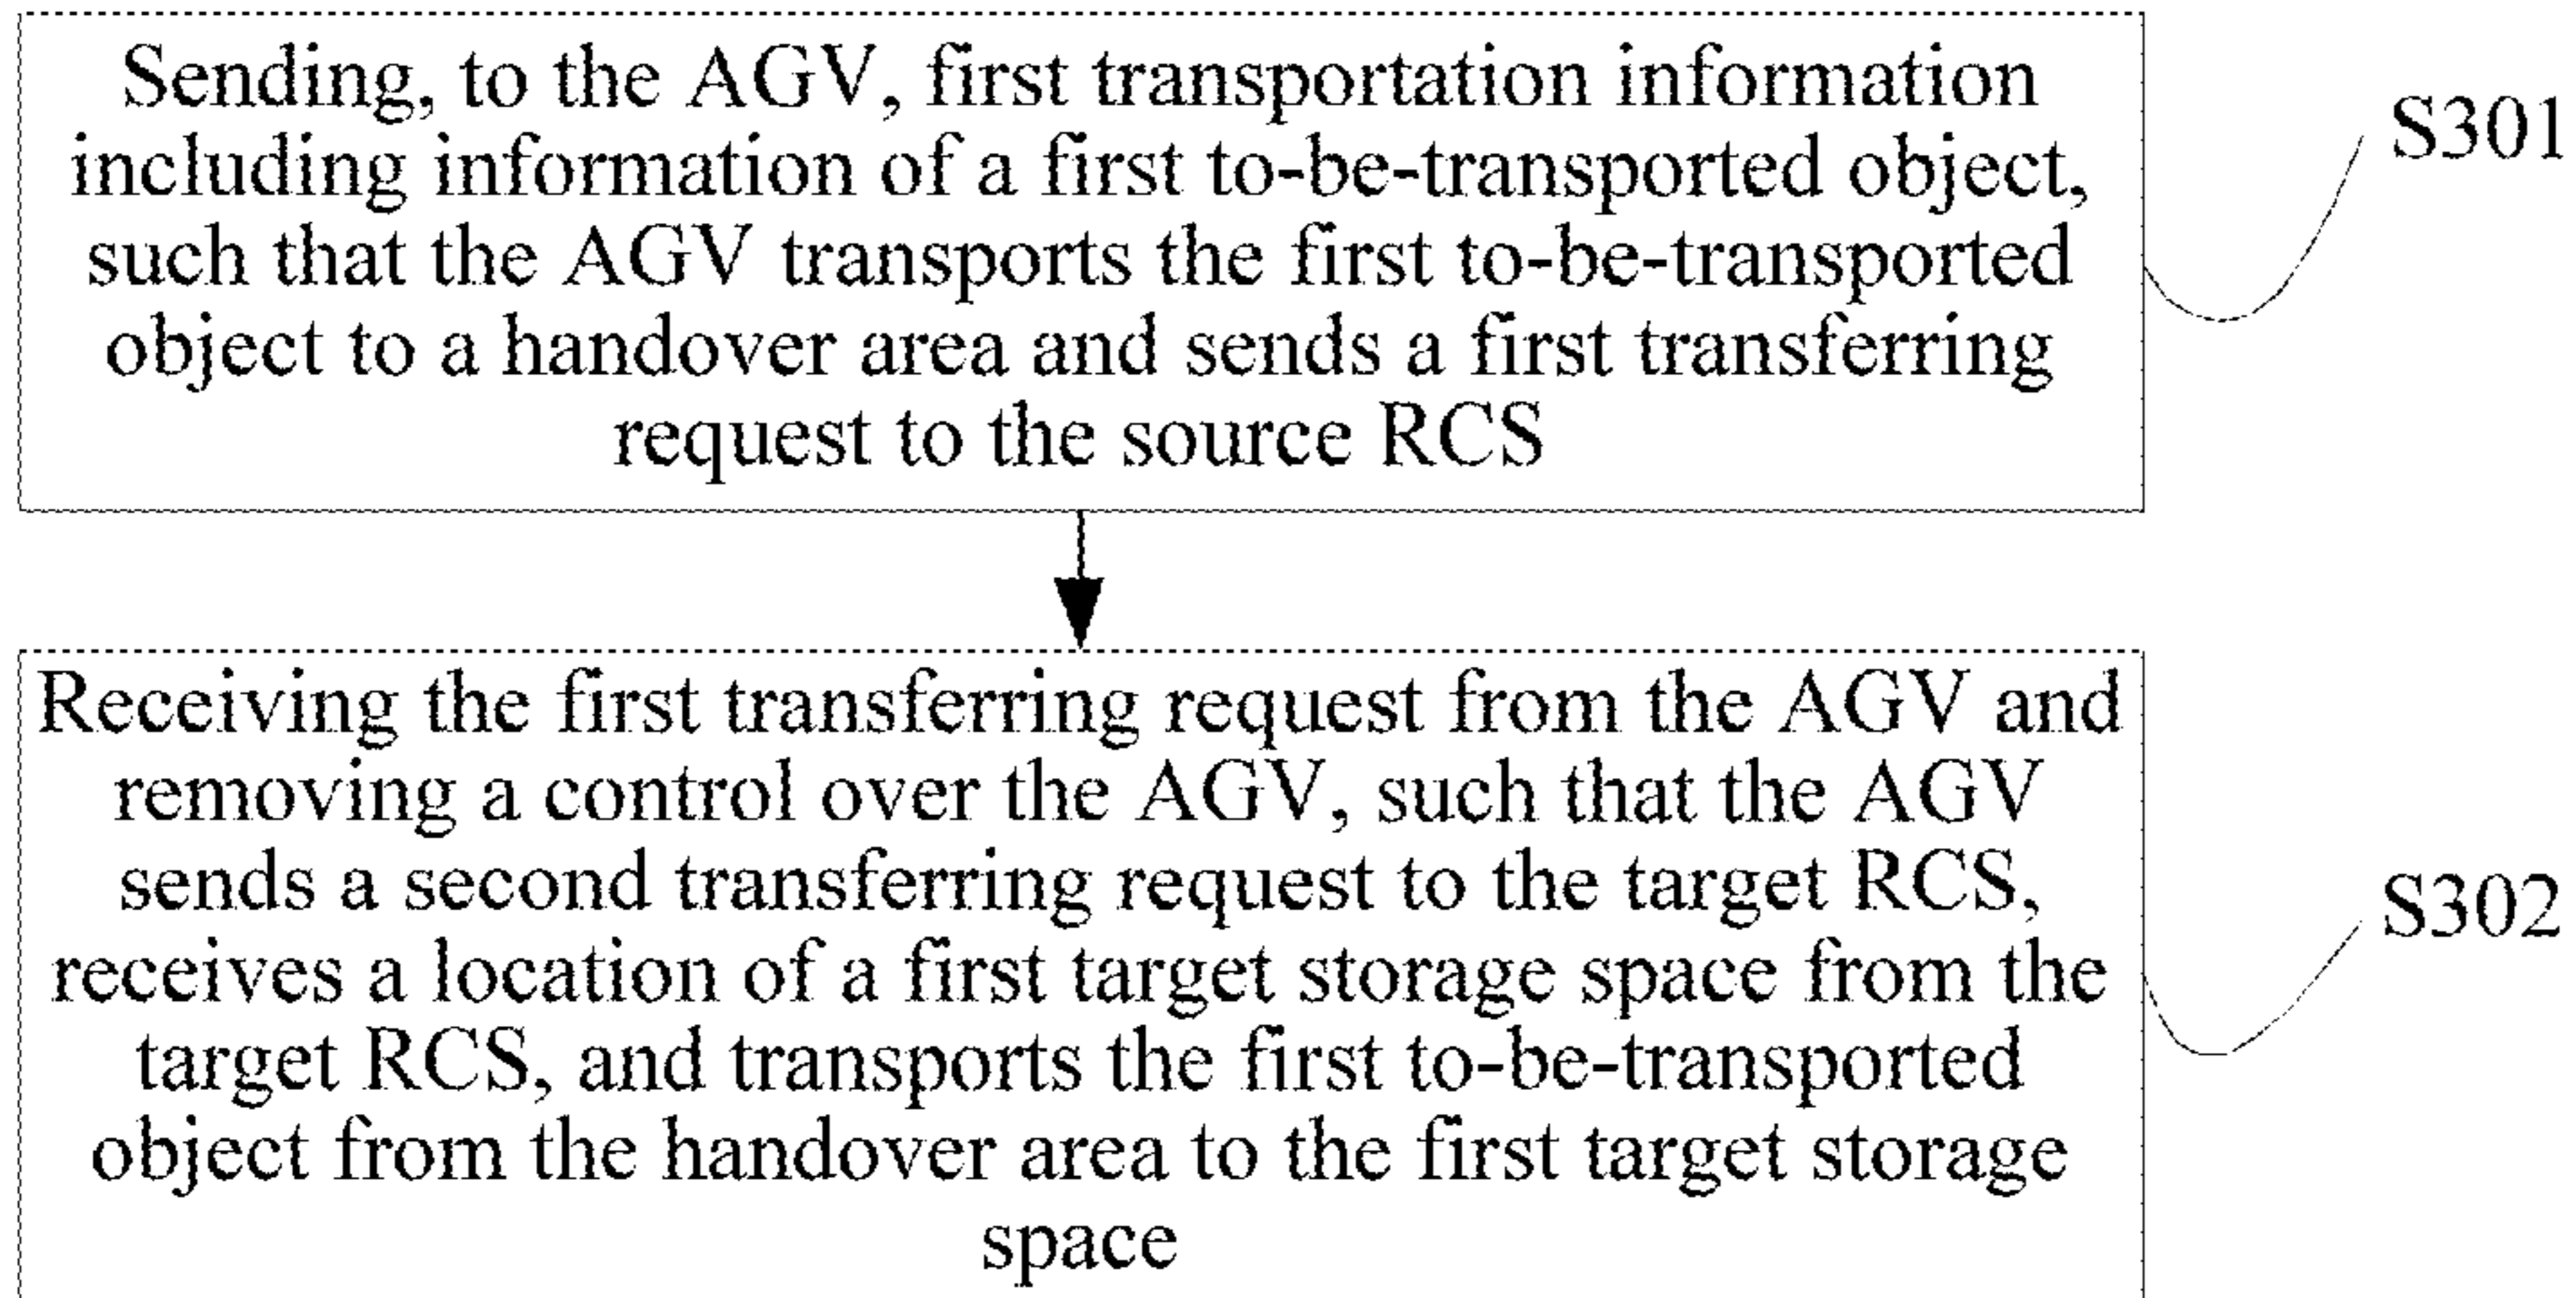 Sending, to the AGV, first transportation information
including information of a first to-be-transported object,
such that the AGV transports the first to-be-transported
object to a handover area and sends a first transferring
request to the source RCS
S301
Receiving the first transferring request from the AGV and
removing a control over the AGV, such that the AGV
sends a second transferring request to the target RCS,
receives a location of a first target storage space from the
target RCS, and transports the first to-be-transported
object from the handover area to the first target storage
space
S302